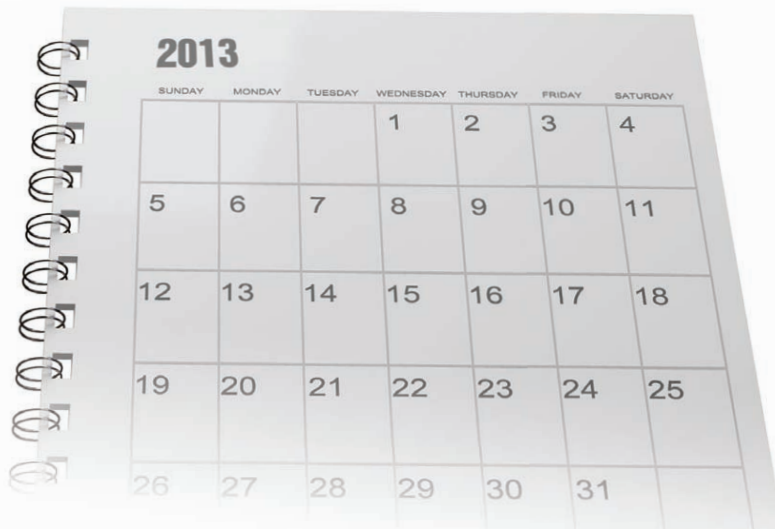 2013
SUNDAY MONDAY TUESDAY WEDNESDAY THURSDAY FRIDAY SATURDAY
1 2 3 4
5 6 7 8 9 10 11
12 13 14 15 16 17 18
19 20 21 22 23 24 25
26 27 28 29 30 31